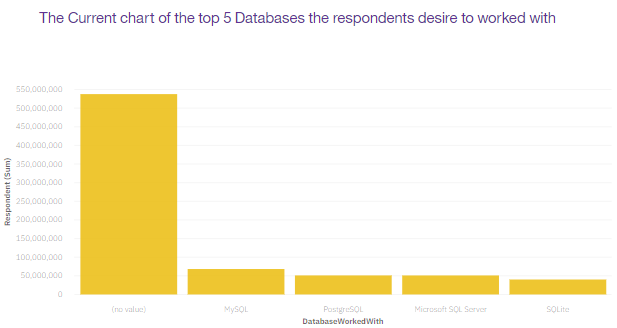 The Current chart of the top 5 Databases the respondents desire to worked with
550,000,000
500,000,000
450,000,000
400,000,000
350,000,000
300,000,000
250,000,000
200,000,000
150,000,000
100,000,000
50,000,000
0
Respondent (Sum)
(no value)
MySQL
PostgreSQL
Microsoft SQL Server
SQLite
DatabaseWorkedWith